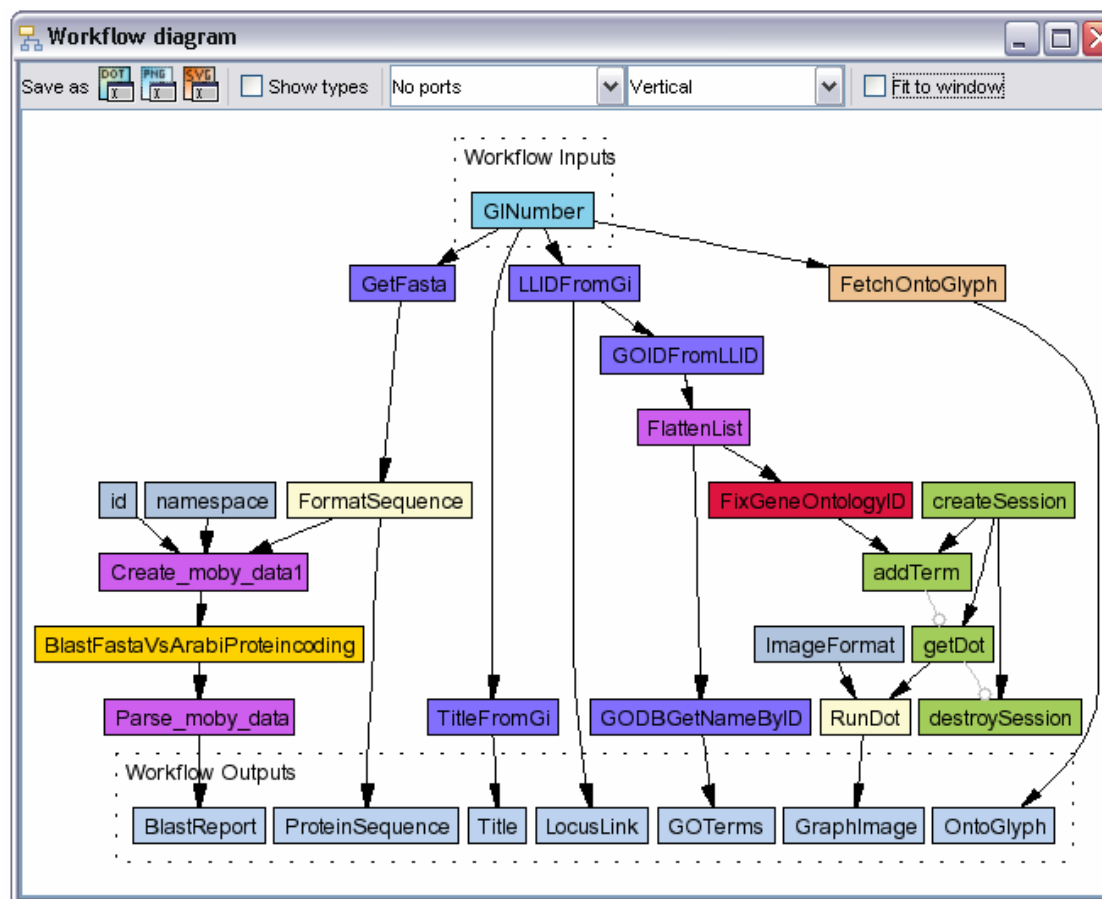 Workflow diagram
Save as DOT PNG SVG Show types No ports Vertical Fit to window
Workflow Inputs
GINumber
GetFasta LLIDFromGi FetchOntoGlyph
GOIDFromLLID
FlattenList
id namespace FormatSequence FixGeneOntologyID createSession
Create_moby_data1 addTerm
BlastFastaVsArabiProteincoding ImageFormat getDot
Parse_moby_data TitleFromGi GODBGetNameByID RunDot destroySession
Workflow Outputs
BlastReport ProteinSequence Title LocusLink GOTerms GraphImage OntoGlyph